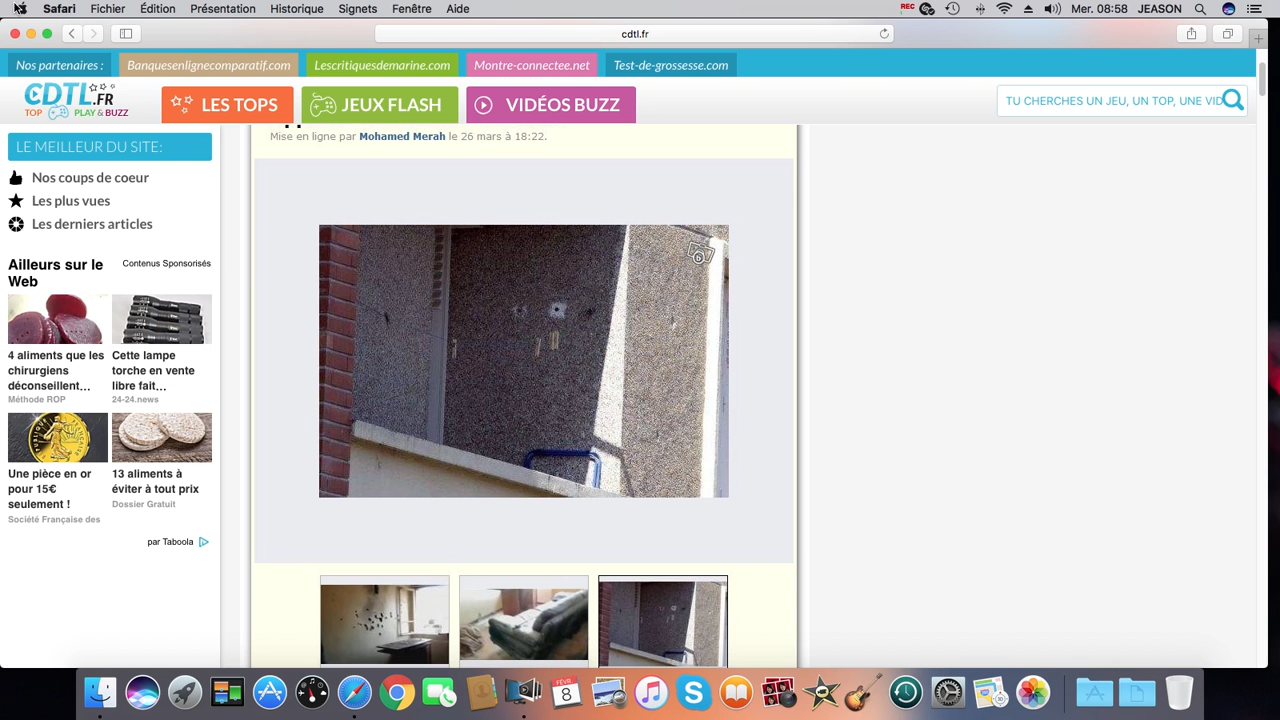 Safari Fichier Édition Présentation Historique Signets Fenêtre Aide REC Mer. 08:58 JEASON
cdtl.fr
Nos partenaires : Banquesenlignecomparatif.com Lescritiquesdemarine.com Montre-connectee.net Test-de-grossesse.com
CDTL.FR
TOP PLAY & BUZZ
LES TOPS JEUX FLASH VIDÉOS BUZZ TU CHERCHES UN JEU, UN TOP, UNE VID
Mise en ligne par Mohamed Merah le 26 mars à 18:22.
LE MEILLEUR DU SITE:
Nos coups de coeur
Les plus vues
Les derniers articles
Ailleurs sur le Web
Contenus Sponsorisés
4 aliments que les
chirurgiens
déconseillent...
Méthode ROP
Cette lampe
torche en vente
libre fait...
24-24.news
Une pièce en or
pour 15€
seulement !
Société Française des
13 aliments à
éviter à tout prix
Dossier Gratuit
par Taboola
6
FÉVR.
8